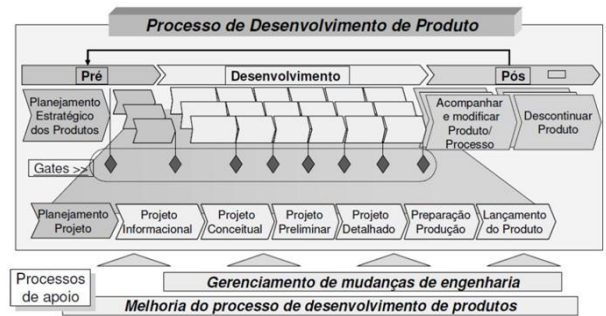 Processo de Desenvolvimento de Produto
Pré
Desenvolvimento
Pós
Planejamento
Estratégico
dos Produtos
Acompanhar
e modificar
Produto/
Processo
Descontinuar
Produto
Gates >>
Planejamento
Projeto
Projeto
Informacional
Projeto
Conceitual
Projeto
Preliminar
Projeto
Detalhado
Preparação
Produção
Lançamento
do Produto
Processos
de apoio
Gerenciamento de mudanças de engenharia
Melhoria do processo de desenvolvimento de produtos